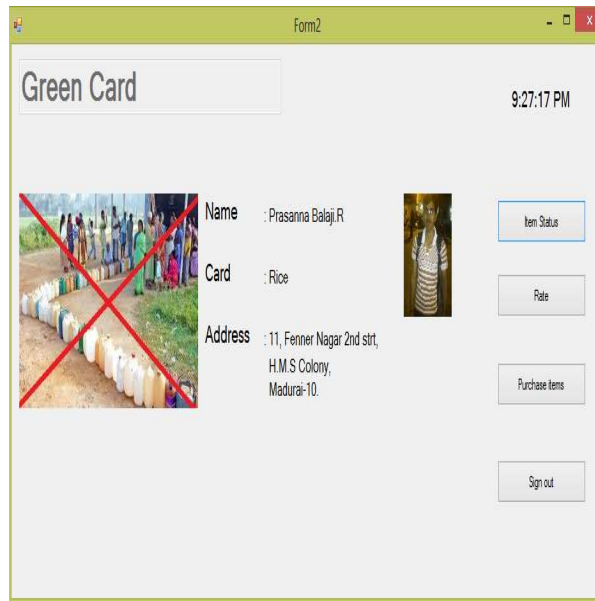 Form2
Green Card
9:27:17 PM
Name : Prasanna Balaji.R
Card : Rice
Address : 11, Fenner Nagar 2nd strt,
H.M.S Colony,
Madurai-10.
Item Status
Rate
Purchase items
Sign out